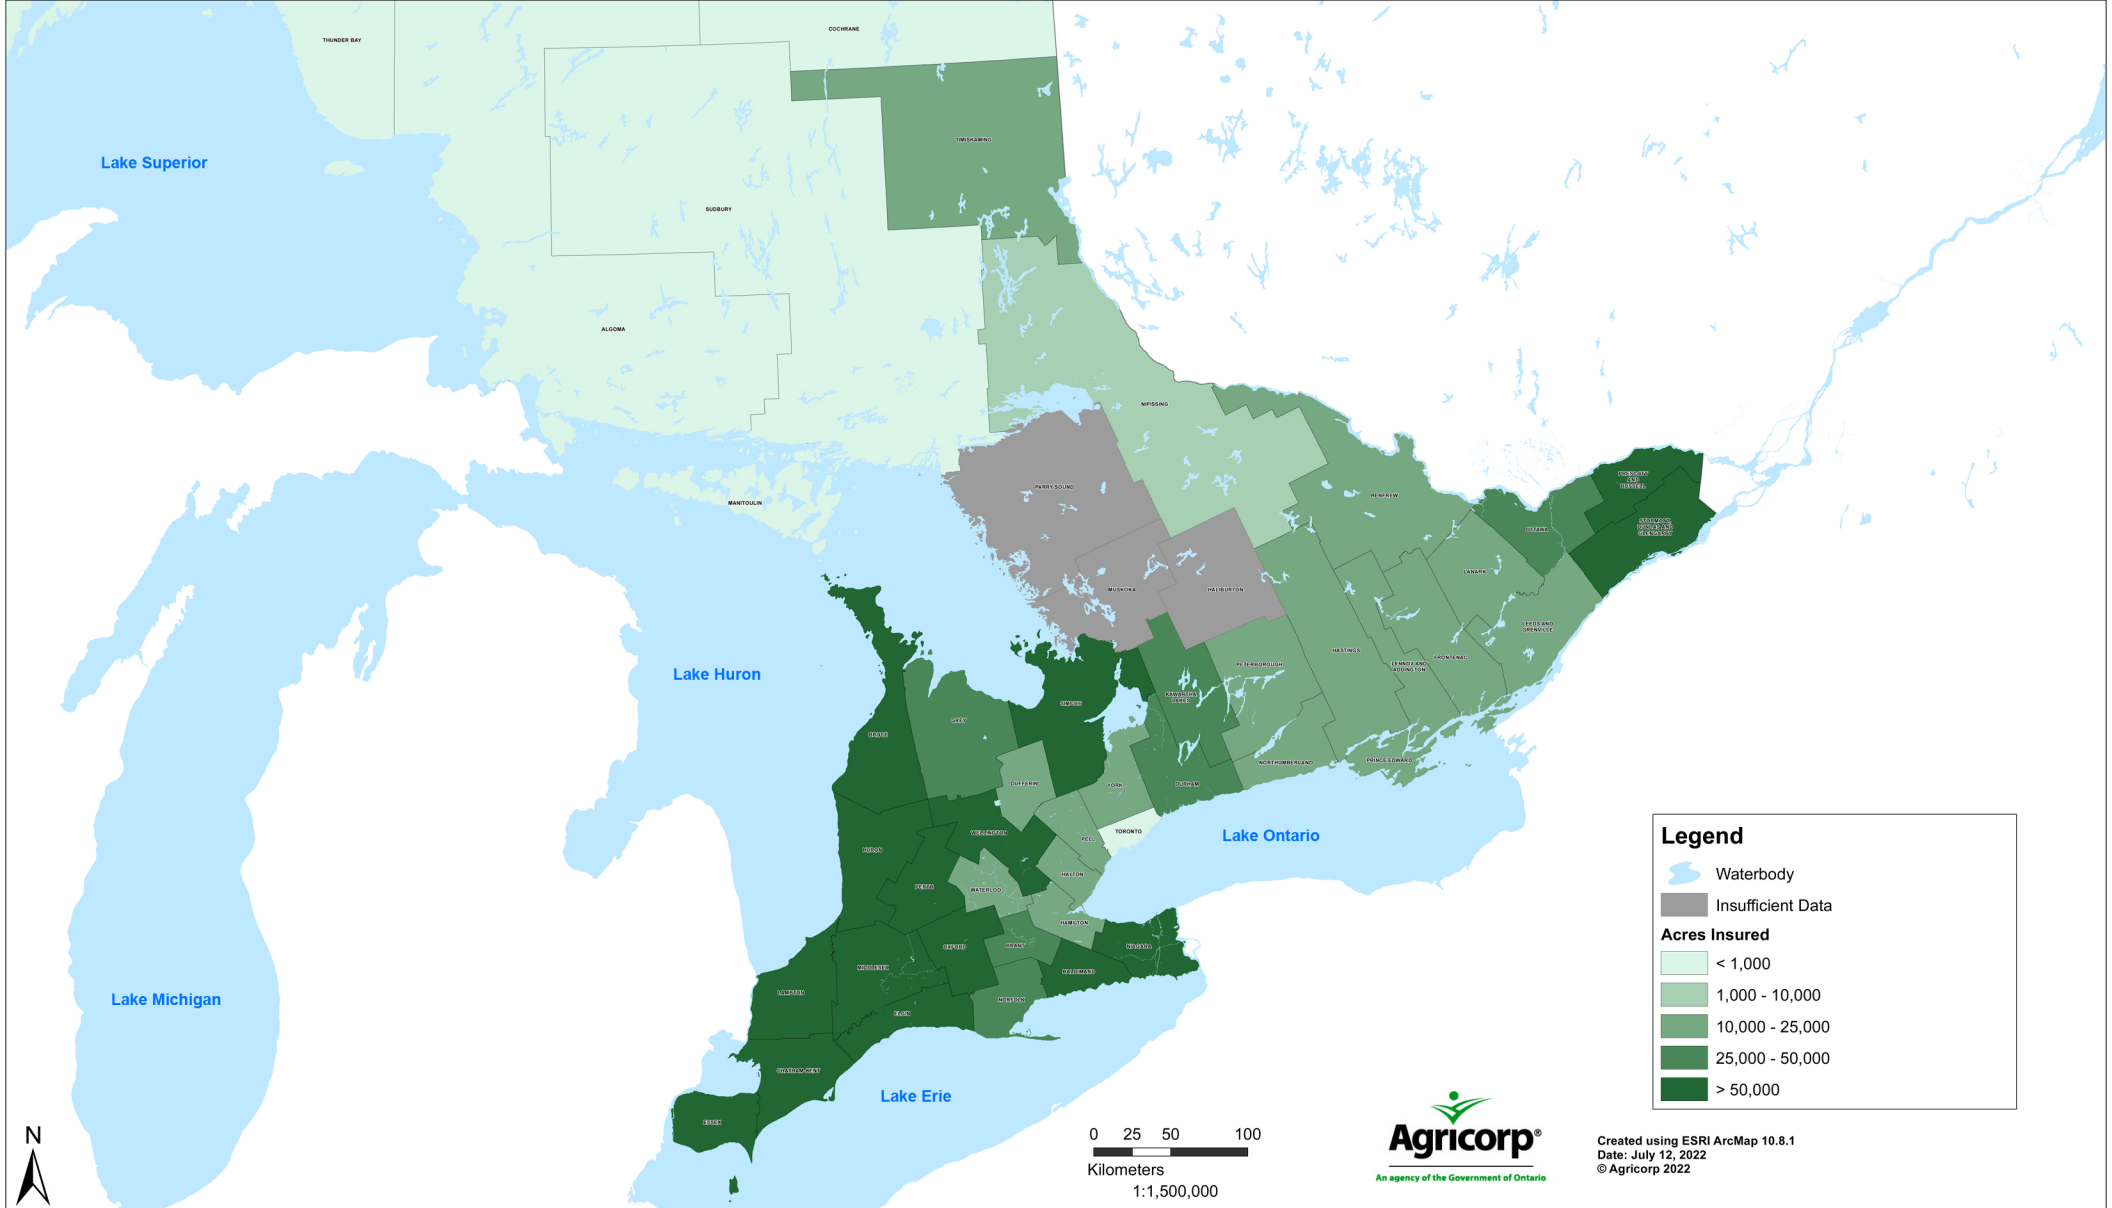 THUNDER BAY
COCHRANE
TIMISKAMING
Lake Superior
SUDBURY
ALGOMA
NIPISSING
PARRY SOUND
MANITOULIN
RENFREW
PRESCOTT
AND
RUSSELL
STORMONT,
DUNDAS AND
GLENGARRY
OTTAWA
LANARK
MUSKOKA
HALIBURTON
LEEDS AND
GRENVILLE
HASTINGS
FRONTENAC
LENNOX AND
ADDINGTON
PETERBOROUGH
Lake Huron
KAWARTHA
LAKES
SIMCOE
GREY
BRUCE
NORTHUMBERLAND
PRINCE EDWARD
DUFFERIN
YORK
DURHAM
WELLINGTON
TORONTO
Lake Ontario
PEEL
HURON
HALTON
PERTH
WATERLOO
HAMILTON
OXFORD
BRANT
NIAGARA
MIDDLESEX
HALDIMAND
LAMBTON
NORFOLK
Lake Michigan
ELGIN
CHATHAM-KENT
Lake Erie
ESSEX
Legend
Waterbody
Insufficient Data
Acres Insured
< 1,000
1,000 - 10,000
10,000 - 25,000
25,000 - 50,000
> 50,000
N
0 25 50 100
Kilometers
1:1,500,000
Agricorp®
An agency of the Government of Ontario
Created using ESRI ArcMap 10.8.1
Date: July 12, 2022
© Agricorp 2022